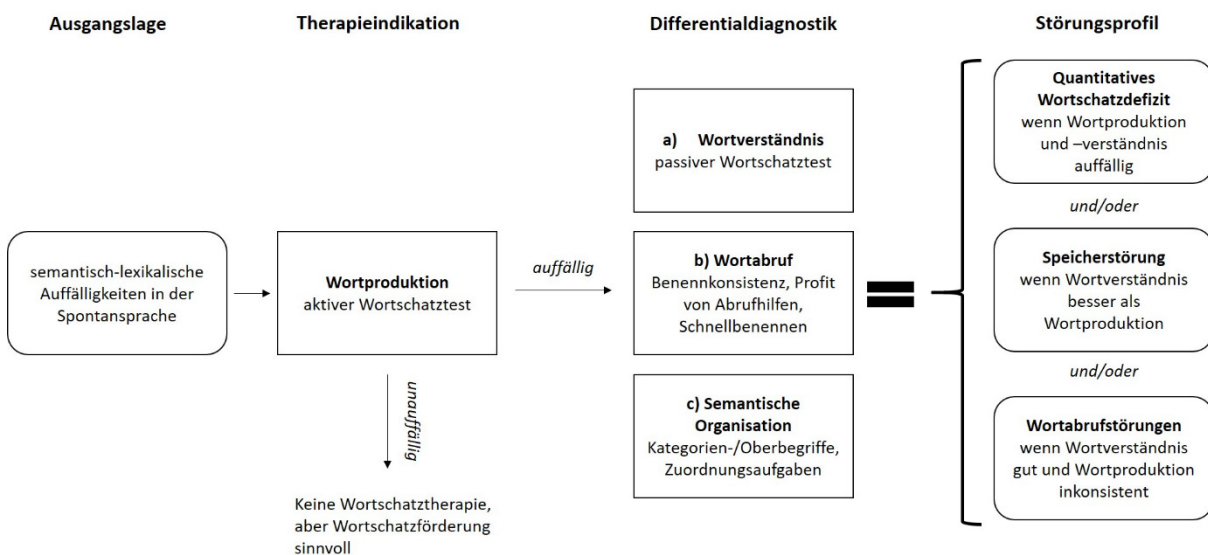 Ausgangslage
Therapieindikation
Differentialdiagnostik
Störungsprofil
semantisch-lexikalische
Auffälligkeiten in der
Spontansprache
Wortproduktion
aktiver Wortschatztest
auffällig
unauffällig
Keine Wortschatztherapie,
aber Wortschatzförderung
sinnvoll
a) Wortverständnis
passiver Wortschatztest
b) Wortabruf
Benennkonsistenz, Profit
von Abrufhilfen,
Schnellbenennen
c) Semantische
Organisation
Kategorien-/Oberbegriffe,
Zuordnungsaufgaben
Quantitatives
Wortschatzdefizit
wenn Wortproduktion
und –verständnis
auffällig
und/oder
Speicherstörung
wenn Wortverständnis
besser als
Wortproduktion
und/oder
Wortabrufstörungen
wenn Wortverständnis
gut und Wortproduktion
inkonsistent